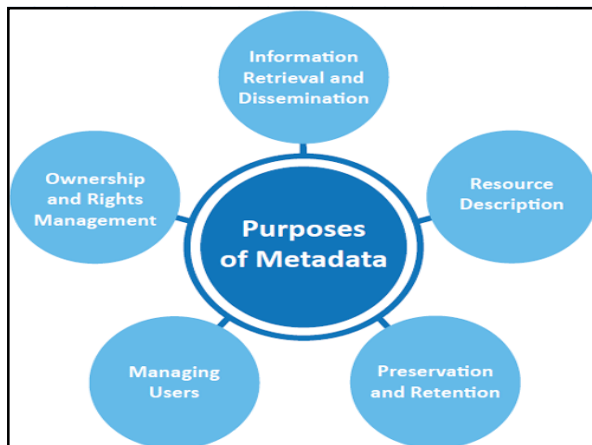 Information
Retrieval and
Dissemination
Ownership
and Rights
Management
Resource
Description
Purposes
of Metadata
Managing
Users
Preservation
and Retention